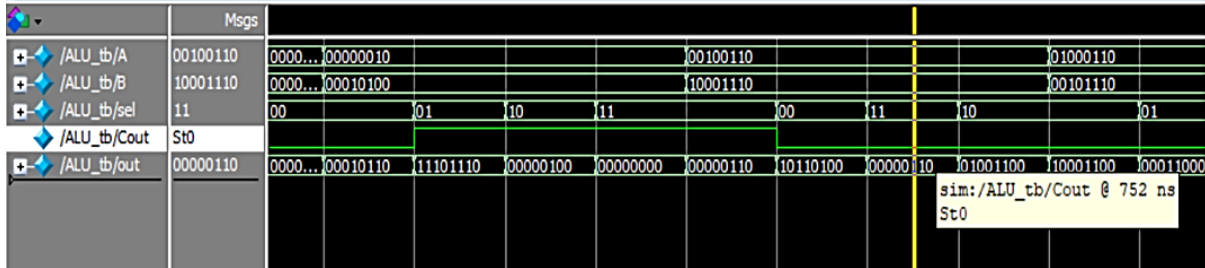 Msgs
/ALU_tb/A 00100110 0000... 00000010 00100110 01000110
/ALU_tb/B 10001110 0000... 00010100 10001110 00101110
/ALU_tb/sel 11 00 01 10 11 00 11 10 01
/ALU_tb/Cout St0
/ALU_tb/out 00000110 0000... 00010110 11101110 00000100 00000000 00000110 10110100 00000110 01001100 10001100 00011000
sim:/ALU_tb/Cout @ 752 ns
St0